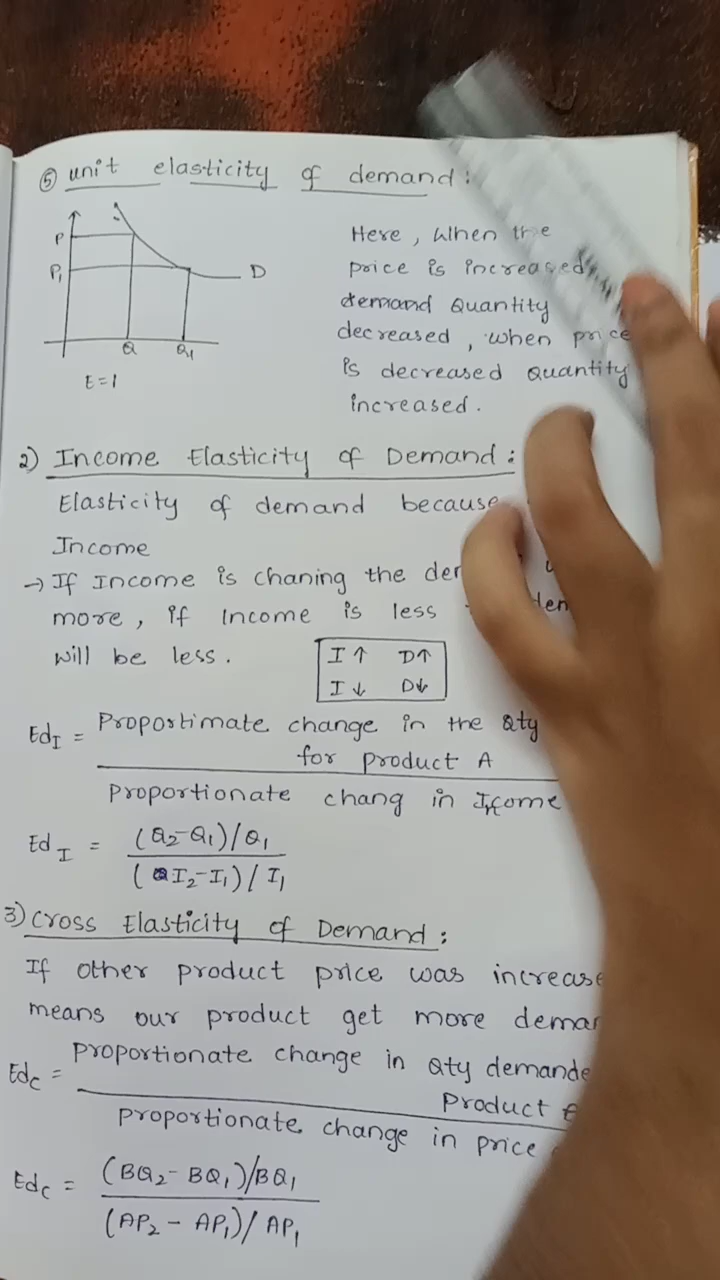 ⑤ unit elasticity of demand:
P
P1
D
Q Q1
E=1
Here, when the
price is increased,
demand Quantity
decreased, when price
is decreased Quantity
increased.
2) Income Elasticity of Demand:
Elasticity of demand because
Income
→ If Income is chaning the
more, if Income is less
will be less.
I↑ D↑
I↓ D↓
EdI = Proportimate change in the Qty
for product A
proportionate chang in Income
EdI = (Q2-Q1)/Q1
(I2-I1)/I1
3) Cross Elasticity of Demand:
If other product price was increase
means our product get more
Edc = Proportionate change in Qty demande
Product
proportionate change in price
Edc = (BQ2 - BQ1)/BQ1
(AP2 - AP1)/AP1